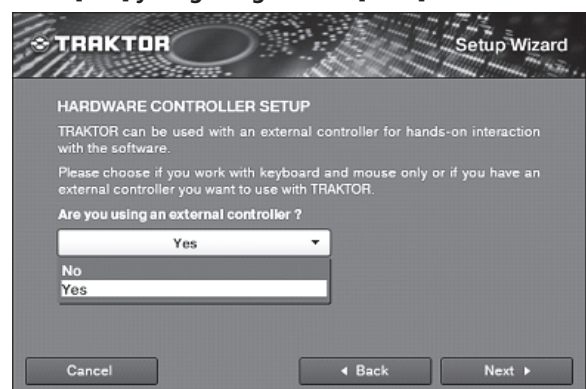 TRAKTOR
Setup Wizard
HARDWARE CONTROLLER SETUP
TRAKTOR can be used with an external controller for hands-on interaction
with the software.
Please choose if you work with keyboard and mouse only or if you have an
external controller you want to use with TRAKTOR.
Are you using an external controller ?
Yes
No
Yes
Cancel
Back
Next